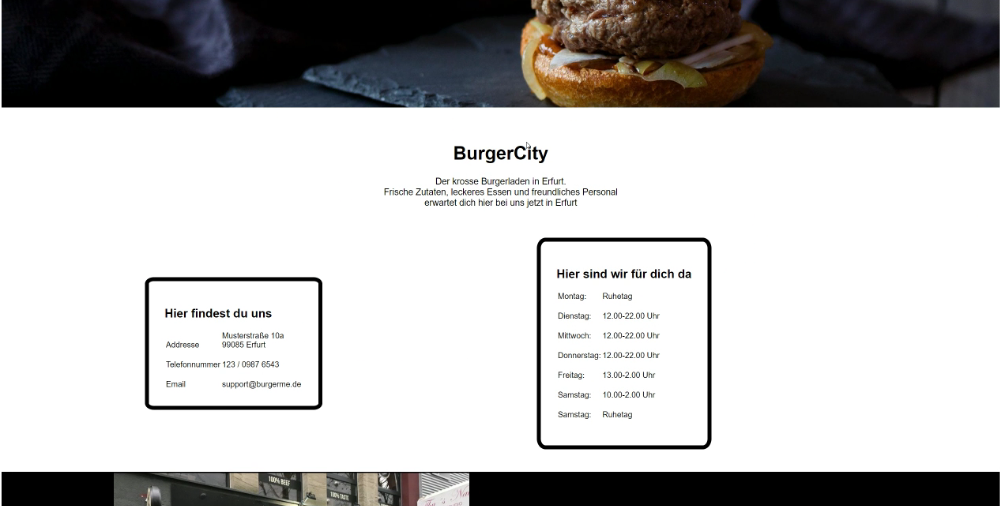 BurgerCity
Der krosse Burgerladen in Erfurt.
Frische Zutaten, leckeres Essen und freundliches Personal
erwartet dich hier bei uns jetzt in Erfurt
Hier findest du uns
Addresse Musterstraße 10a
99085 Erfurt
Telefonnummer 123 / 0987 6543
Email support@burgerme.de
Hier sind wir für dich da
Montag: Ruhetag
Dienstag: 12.00-22.00 Uhr
Mittwoch: 12.00-22.00 Uhr
Donnerstag: 12.00-22.00 Uhr
Freitag: 13.00-2.00 Uhr
Samstag: 10.00-2.00 Uhr
Samstag: Ruhetag
100% BEEF
100% TASTE